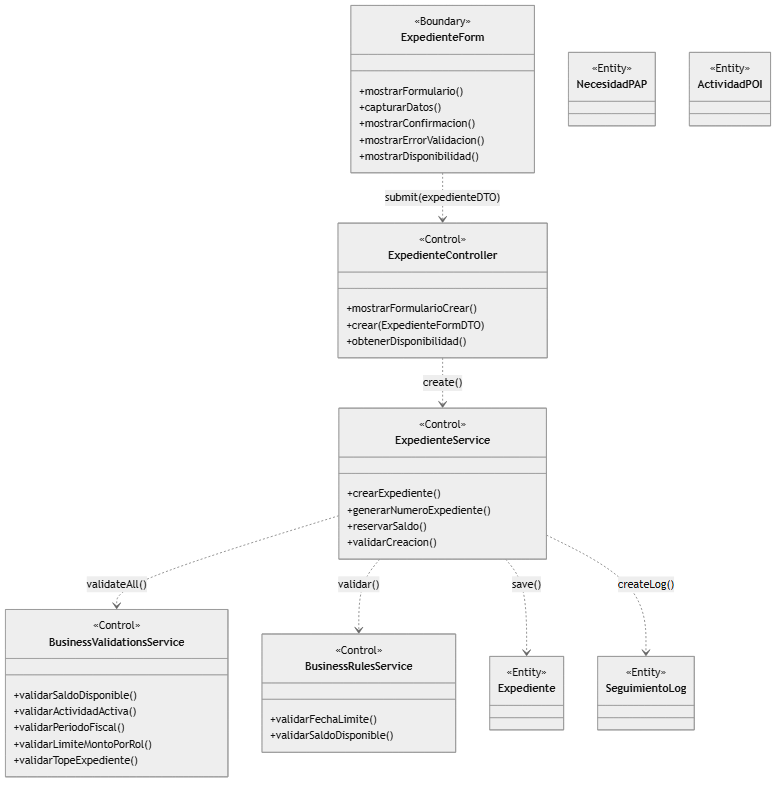 «Boundary»
ExpedienteForm
+mostrarFormulario()
+capturarDatos()
+mostrarConfirmacion()
+mostrarErrorValidacion()
+mostrarDisponibilidad()
«Entity»
NecesidadPAP
«Entity»
ActividadPOI
submit(expedienteDTO)
«Control»
ExpedienteController
+mostrarFormularioCrear()
+crear(ExpedienteFormDTO)
+obtenerDisponibilidad()
create()
«Control»
ExpedienteService
+crearExpediente()
+generarNumeroExpediente()
+reservarSaldo()
+validarCreacion()
validateAll()
validar()
save()
createLog()
«Control»
BusinessValidationsService
+validarSaldoDisponible()
+validarActividadActiva()
+validarPeriodoFiscal()
+validarLimiteMontoPorRol()
+validarTopeExpediente()
«Control»
BusinessRulesService
+validarFechaLimite()
+validarSaldoDisponible()
«Entity»
Expediente
«Entity»
SeguimientoLog